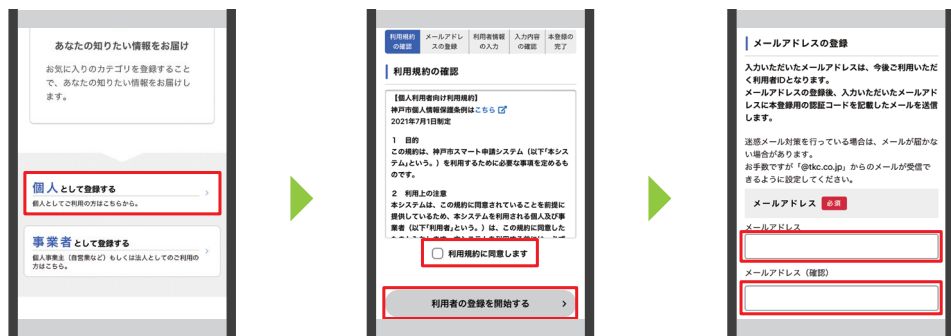 あなたの知りたい情報をお届け
お気に入りのカテゴリを登録すること
で、あなたの知りたい情報をお届けし
ます。
個人として登録する
個人としてご利用の方はこちらから。
事業者として登録する
個人事業主（自営業など）もしくは法人としてのご利用の
方はこちら。
利用規約
の確認
メールアドレ
スの登録
利用者情報
の入力
入力内容
の確認
本登録の
完了
利用規約の確認
【個人利用者向け利用規約】
神戸市個人情報保護条例はこちら
2021年7月1日制定
1 目的
この規約は、神戸市スマート申請システム（以下「本シス
テム」という。）を利用するために必要な事項を定めるも
のです。
2 利用上の注意
本システムは、この規約に同意されていることを前提に
提供しているため、本システムを利用される個人及び事
業者（以下「利用者」という。）は、この規約に同意した
利用規約に同意します
利用者の登録を開始する
メールアドレスの登録
入力いただいたメールアドレスは、今後ご利用いただ
く利用者IDとなります。
メールアドレスの登録後、入力いただいたメールアド
レスに本登録用の認証コードを記載したメールを送信
します。
迷惑メール対策を行っている場合は、メールが届かな
い場合があります。
お手数ですが「@tkc.co.jp」からのメールが受信で
きるように設定してください。
メールアドレス 必須
メールアドレス
メールアドレス（確認）